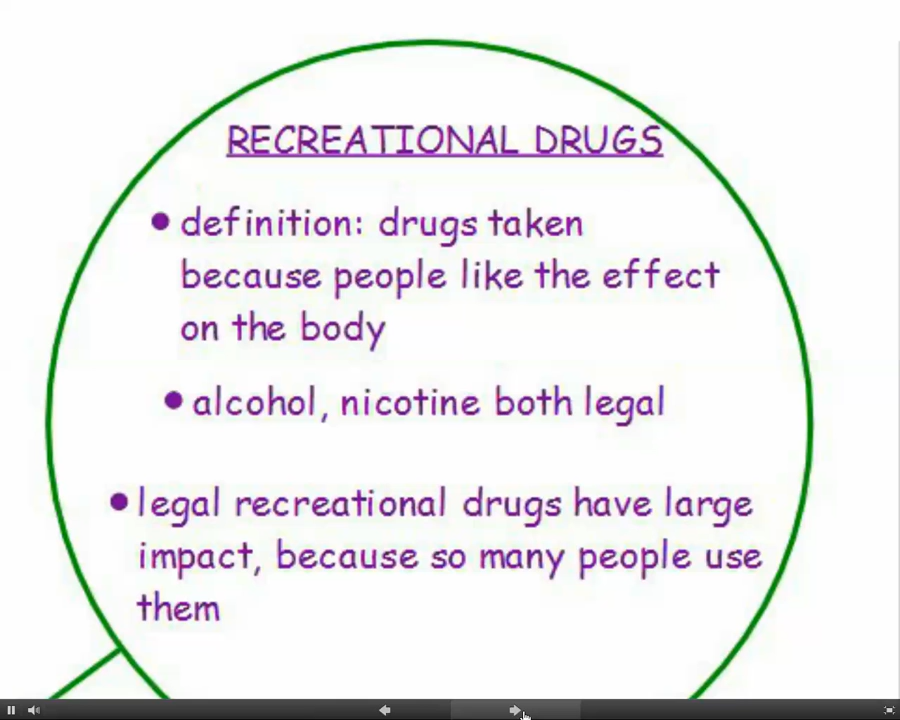 RECREATIONAL DRUGS
• definition: drugs taken
because people like the effect
on the body
• alcohol, nicotine both legal
• legal recreational drugs have large
impact, because so many people use
them